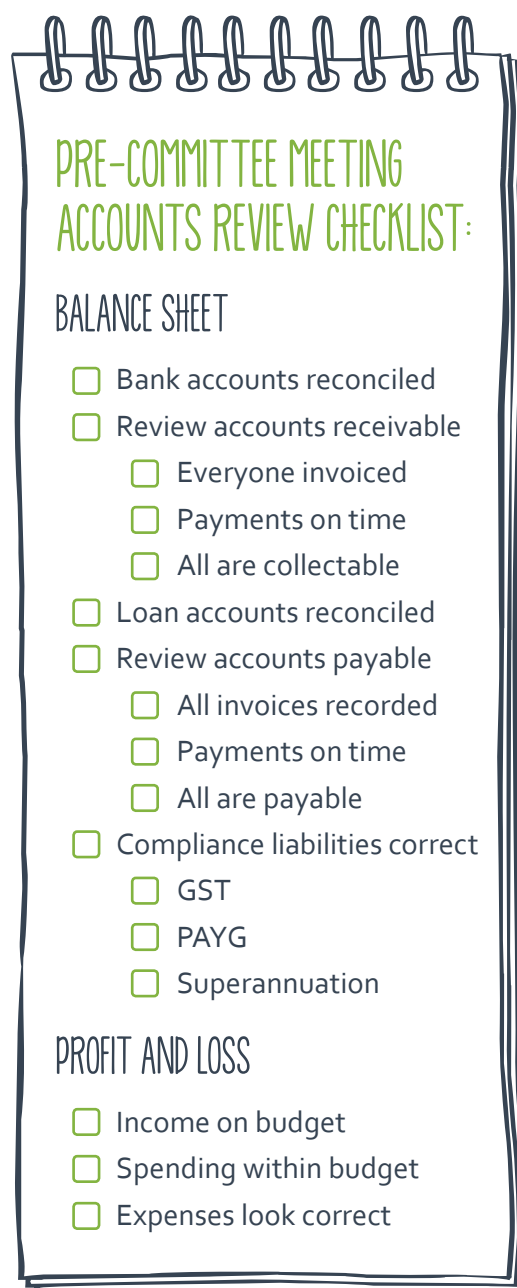 PRE-COMMITTEE MEETING
ACCOUNTS REVIEW CHECKLIST:
BALANCE SHEET
Bank accounts reconciled
Review accounts receivable
Everyone invoiced
Payments on time
All are collectable
Loan accounts reconciled
Review accounts payable
All invoices recorded
Payments on time
All are payable
Compliance liabilities correct
GST
PAYG
Superannuation
PROFIT AND LOSS
Income on budget
Spending within budget
Expenses look correct